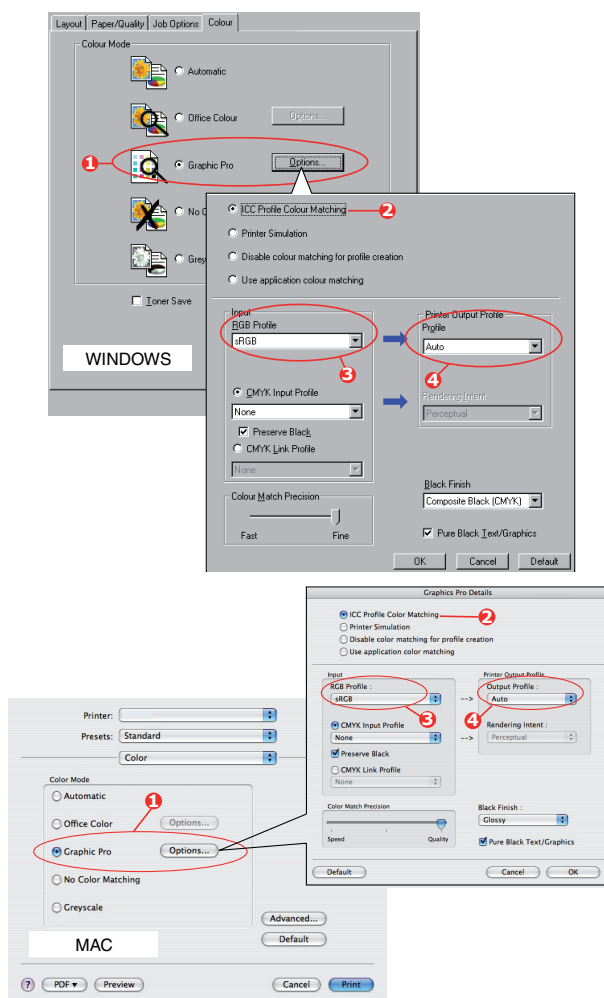 Layout Paper/Quality Job Options Colour
Colour Mode
Automatic
Office Colour Options...
1
Graphic Pro Options...
No C
Grey
Toner Save
WINDOWS
ICC Profile Colour Matching 2
Printer Simulation
Disable colour matching for profile creation
Use application colour matching
Input
RGB Profile
sRGB
3
Printer Output Profile
Profile
Auto
4
CMYK Input Profile
None
Preserve Black
CMYK Link Profile
None
Rendering Intent
Perceptual
Colour Match Precision
Fast Fine
Black Finish
Composite Black (CMYK)
Pure Black Text/Graphics
OK Cancel Default
Graphics Pro Details
ICC Profile Color Matching 2
Printer Simulation
Disable color matching for profile creation
Use application color matching
Input
RGB Profile :
sRGB
3
-->
Printer Output Profile
Output Profile :
Auto
4
CMYK Input Profile
None
-->
Preserve Black
CMYK Link Profile
None
Rendering Intent :
Perceptual
Color Match Precision
Speed Quality
Black Finish :
Glossy
Pure Black Text/Graphics
Default Cancel OK
Printer:
Presets: Standard
Color
Color Mode
1
Automatic
Office Color Options...
Graphic Pro Options...
No Color Matching
Greyscale
Advanced...
Default
MAC
? PDF Preview Cancel Print